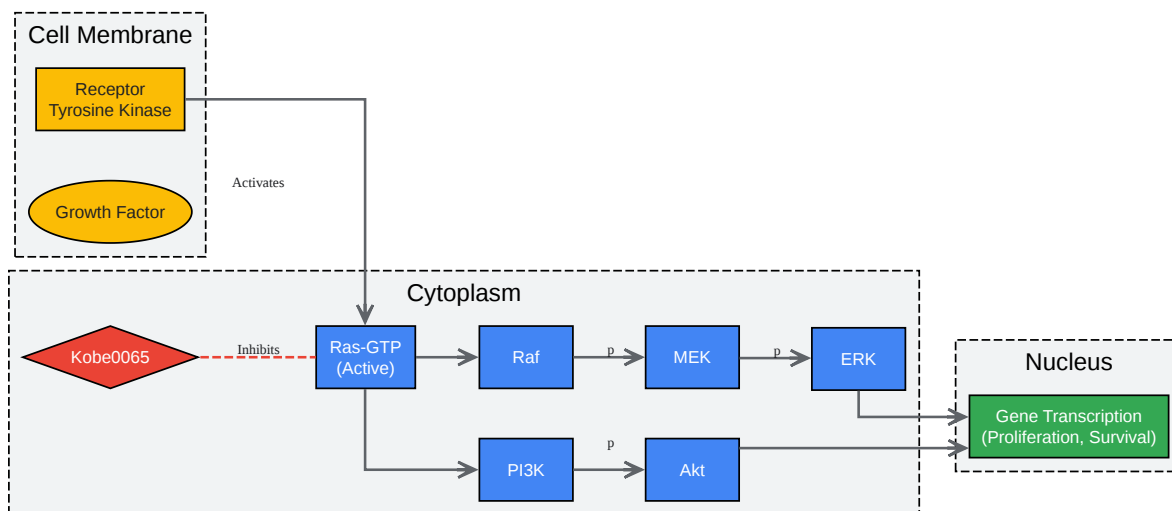 Cell Membrane
Receptor
Tyrosine Kinase
Growth Factor
Activates
Cytoplasm
Kobe0065
Inhibits
Ras-GTP
(Active)
Raf
p
MEK
p
ERK
PI3K
p
Akt
Nucleus
Gene Transcription
(Proliferation, Survival)